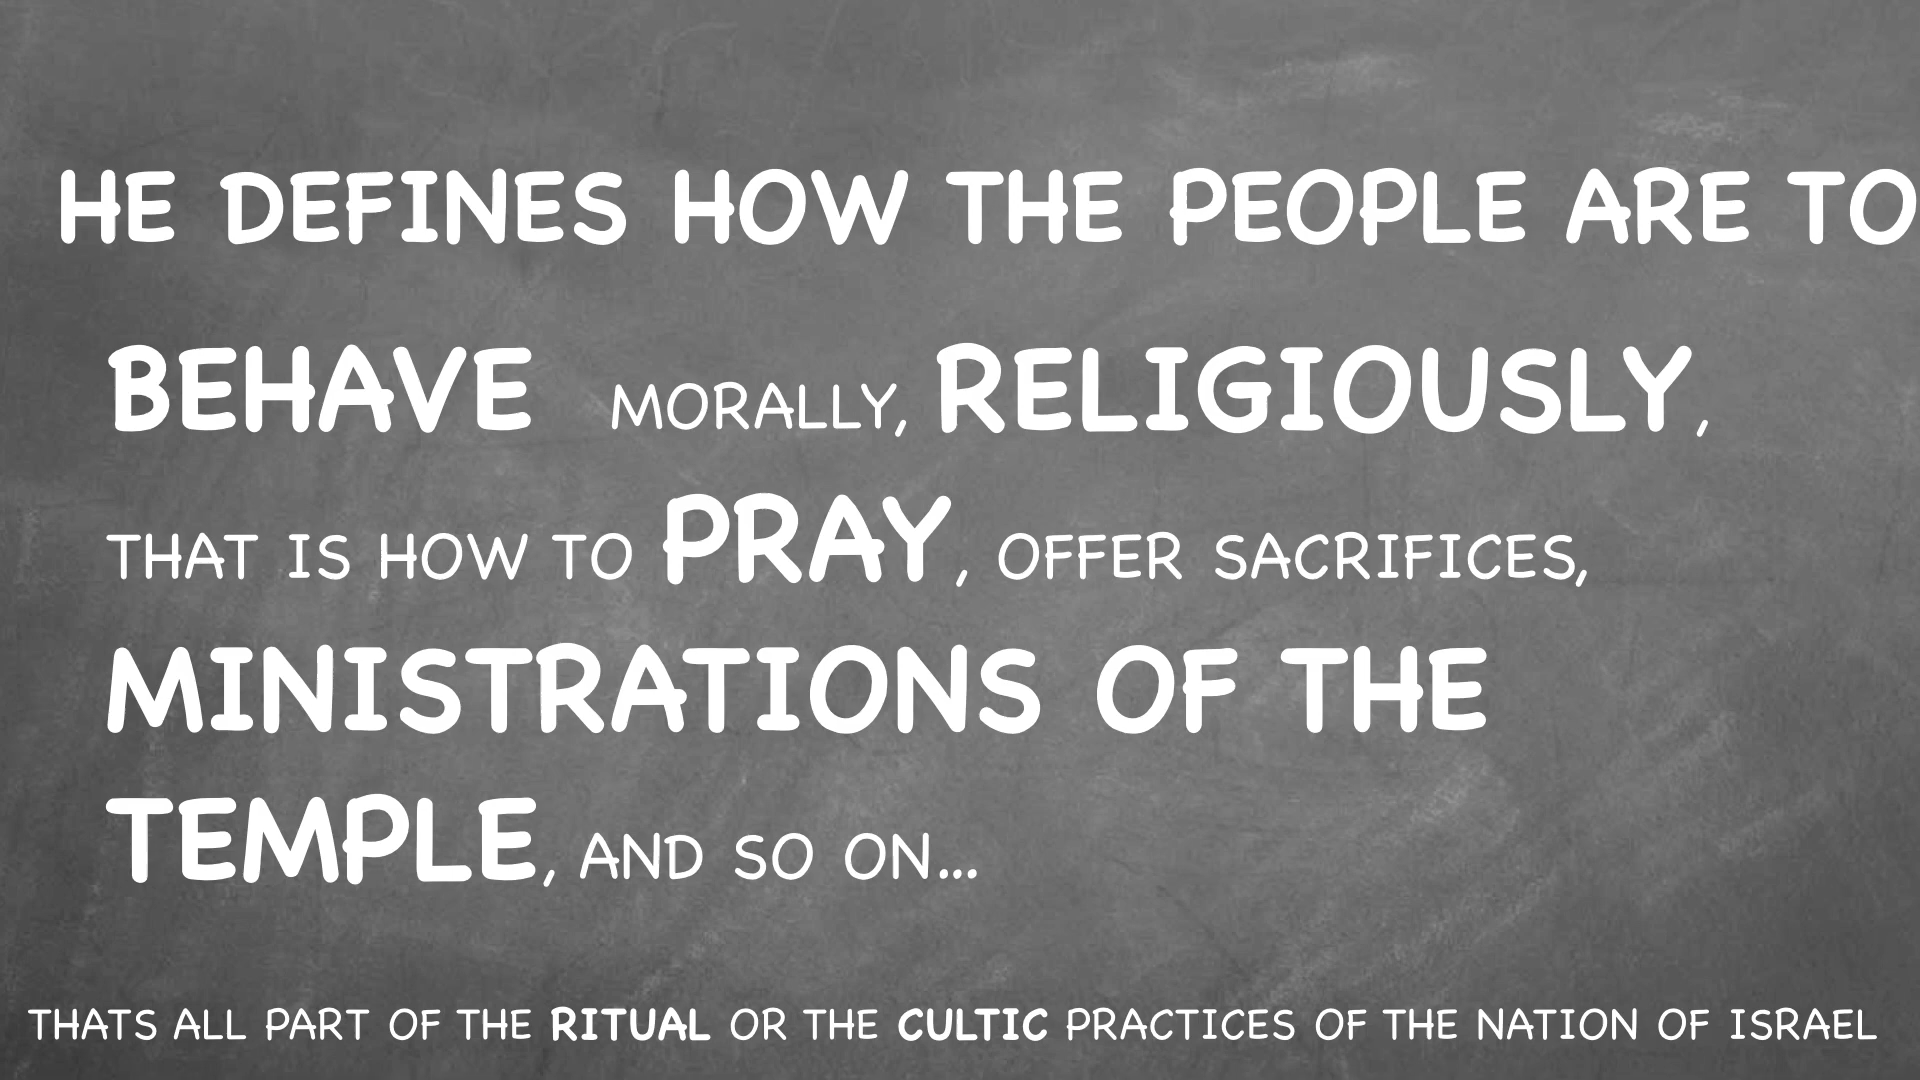 HE DEFINES HOW THE PEOPLE ARE TO
BEHAVE MORALLY, RELIGIOUSLY,
THAT IS HOW TO PRAY, OFFER SACRIFICES,
MINISTRATIONS OF THE
TEMPLE, AND SO ON...
THATS ALL PART OF THE RITUAL OR THE CULTIC PRACTICES OF THE NATION OF ISRAEL